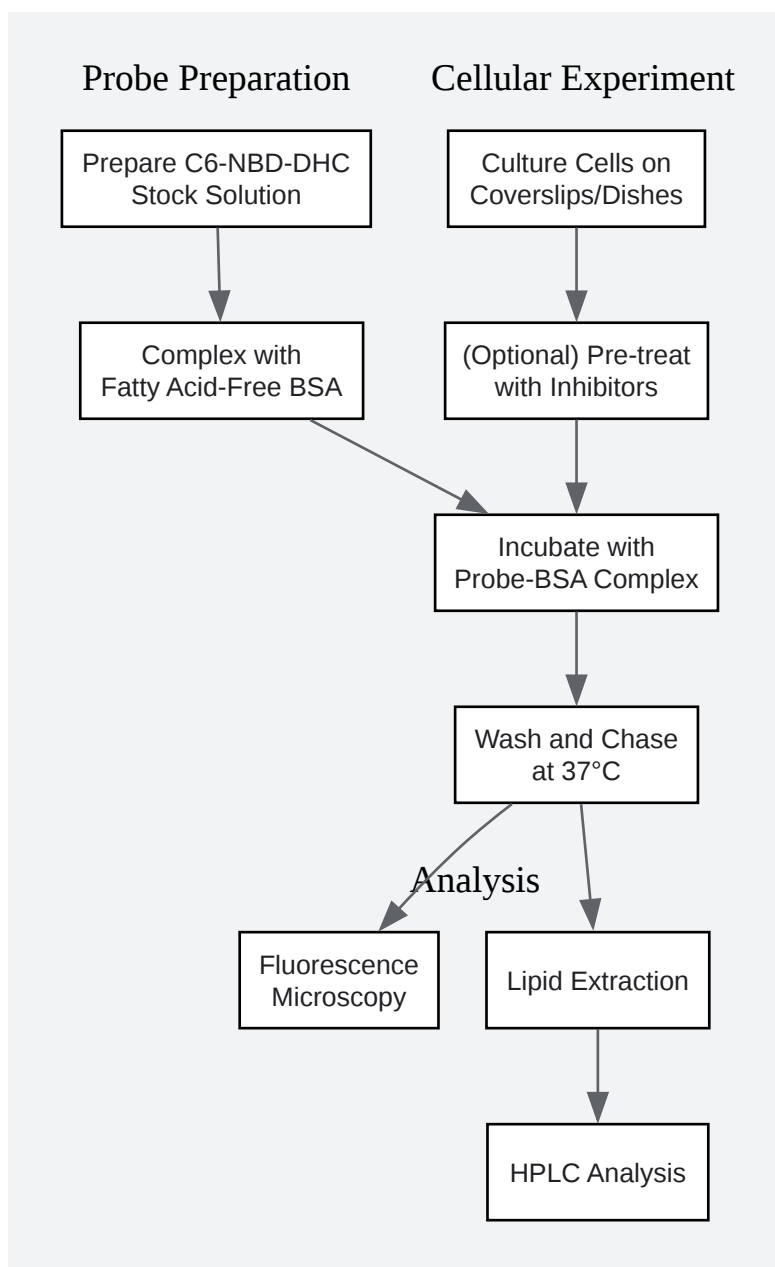 Probe Preparation
Cellular Experiment
Prepare C6-NBD-DHC
Stock Solution
Culture Cells on
Coverslips/Dishes
Complex with
Fatty Acid-Free BSA
(Optional) Pre-treat
with Inhibitors
Incubate with
Probe-BSA Complex
Wash and Chase
at 37°C
Analysis
Fluorescence
Microscopy
Lipid Extraction
HPLC Analysis